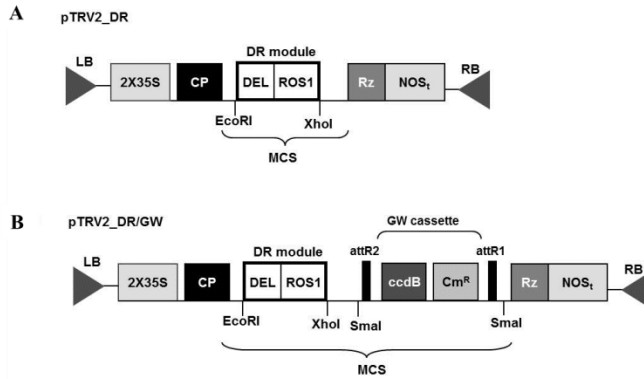 A
pTRV2_DR
LB
DR module
RB
2X35S CP DEL ROS1 Rz NOSt
EcoRI
XhoI
MCS
B
pTRV2_DR/GW
GW cassette
LB
DR module
attR2
attR1
RB
2X35S CP DEL ROS1 ccdB CmR Rz NOSt
EcoRI
XhoI
SmaI
SmaI
MCS